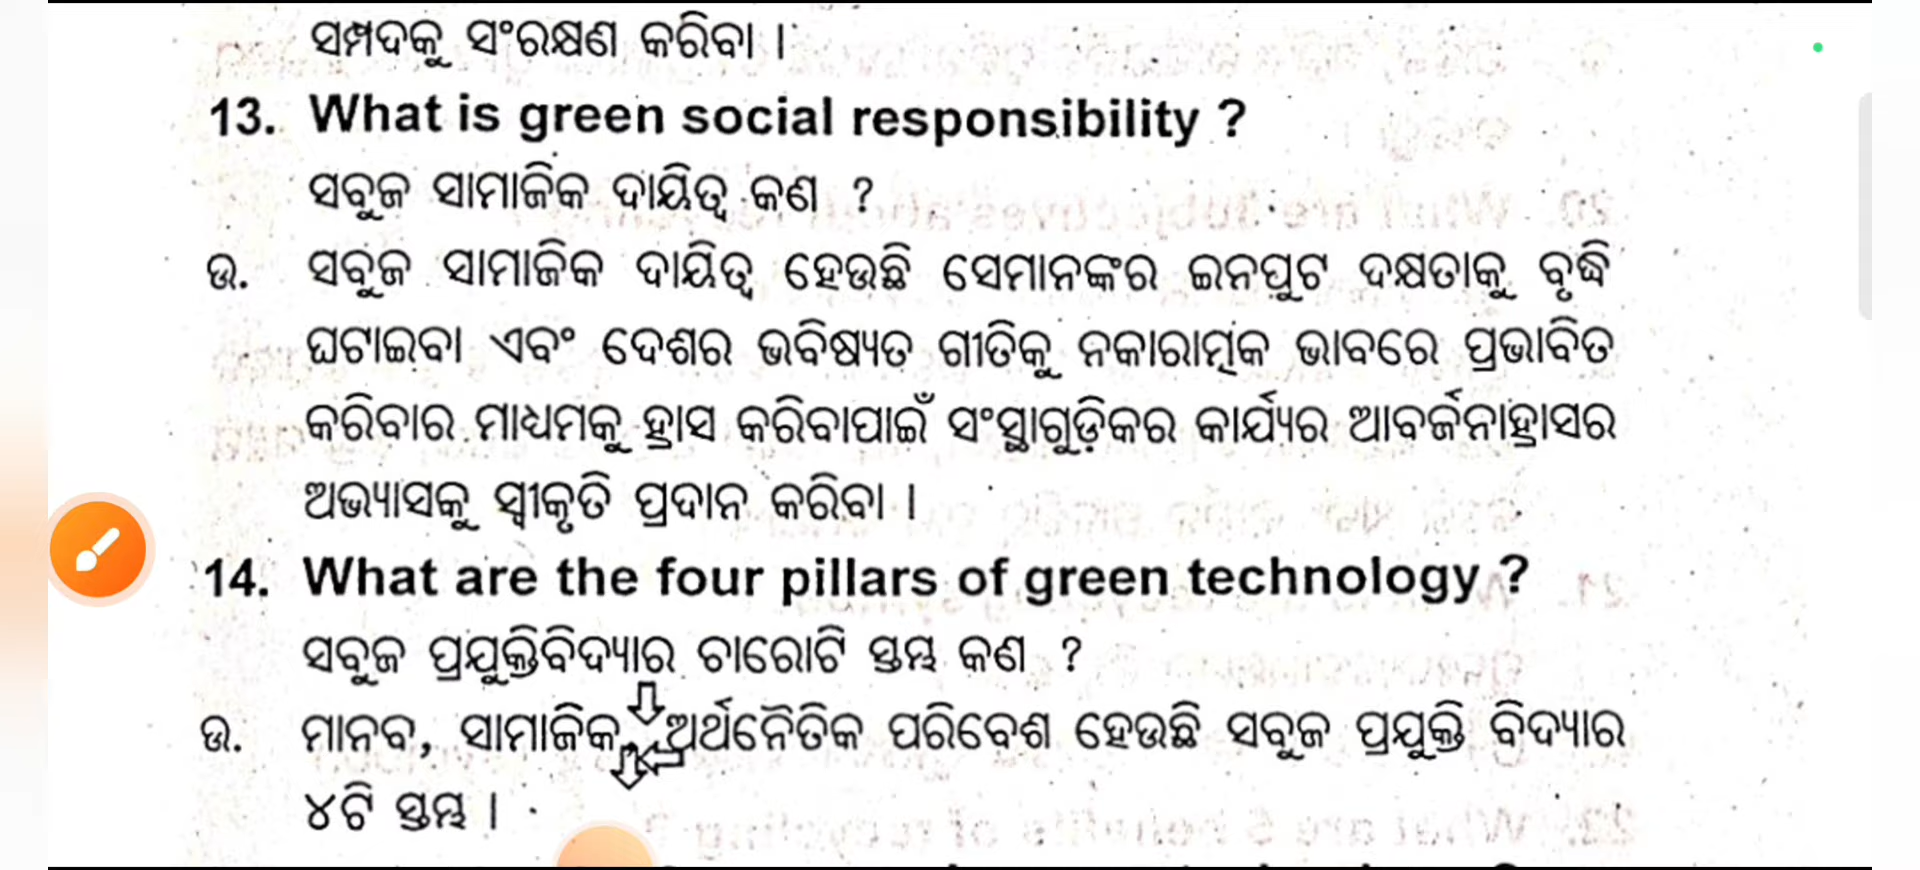 ସମ୍ପଦକୁ ସଂରକ୍ଷଣ କରିବା ।
13. What is green social responsibility ?
ସବୁଜ ସାମାଜିକ ଦାୟିତ୍ୱ କଣ ?
ଉ. ସବୁଜ ସାମାଜିକ ଦାୟିତ୍ୱ ହେଉଛି ସେମାନଙ୍କର ଇନପୁଟ ଦକ୍ଷତାକୁ ବୃଦ୍ଧି
ଘଟାଇବା ଏବଂ ଦେଶର ଭବିଷ୍ୟତ ଗୀତିକୁ ନକାରାତ୍ମକ ଭାବରେ ପ୍ରଭାବିତ
କରିବାର ମାଧ୍ୟମକୁ ହ୍ରାସ କରିବାପାଇଁ ସଂସ୍ଥାଗୁଡ଼ିକର କାର୍ଯ୍ୟର ଆବର୍ଜନାହ୍ରାସର
ଅଭ୍ୟାସକୁ ସ୍ୱୀକୃତି ପ୍ରଦାନ କରିବା ।
14. What are the four pillars of green technology ?
ସବୁଜ ପ୍ରଯୁକ୍ତିବିଦ୍ୟାର ଚାରୋଟି ସ୍ତମ୍ଭ କଣ ?
ଉ. ମାନବ, ସାମାଜିକ, ଅର୍ଥନୈତିକ ପରିବେଶ ହେଉଛି ସବୁଜ ପ୍ରଯୁକ୍ତି ବିଦ୍ୟାର
୪ଟି ସ୍ତମ୍ଭ ।